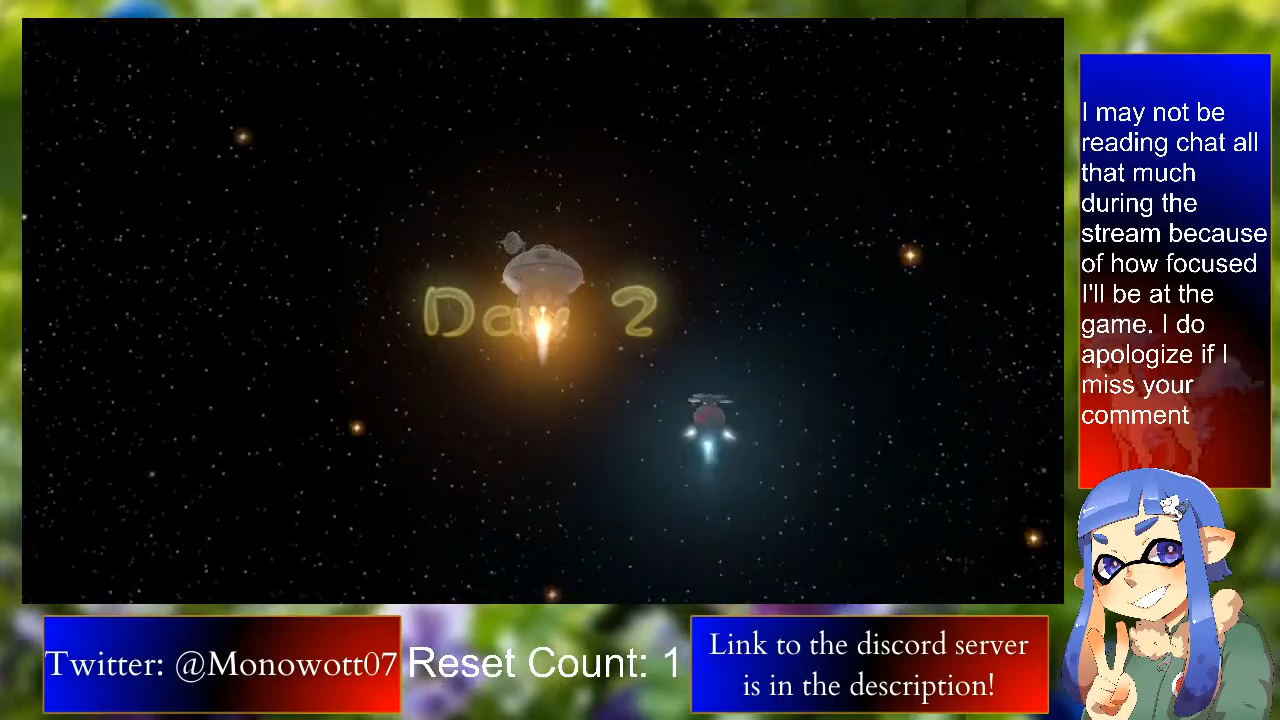 Day 2
I may not be
reading chat all
that much
during the
stream because
of how focused
I'll be at the
game. I do
apologize if I
miss your
comment
Twitter: @Monowott07
Reset Count: 1
Link to the discord server
is in the description!